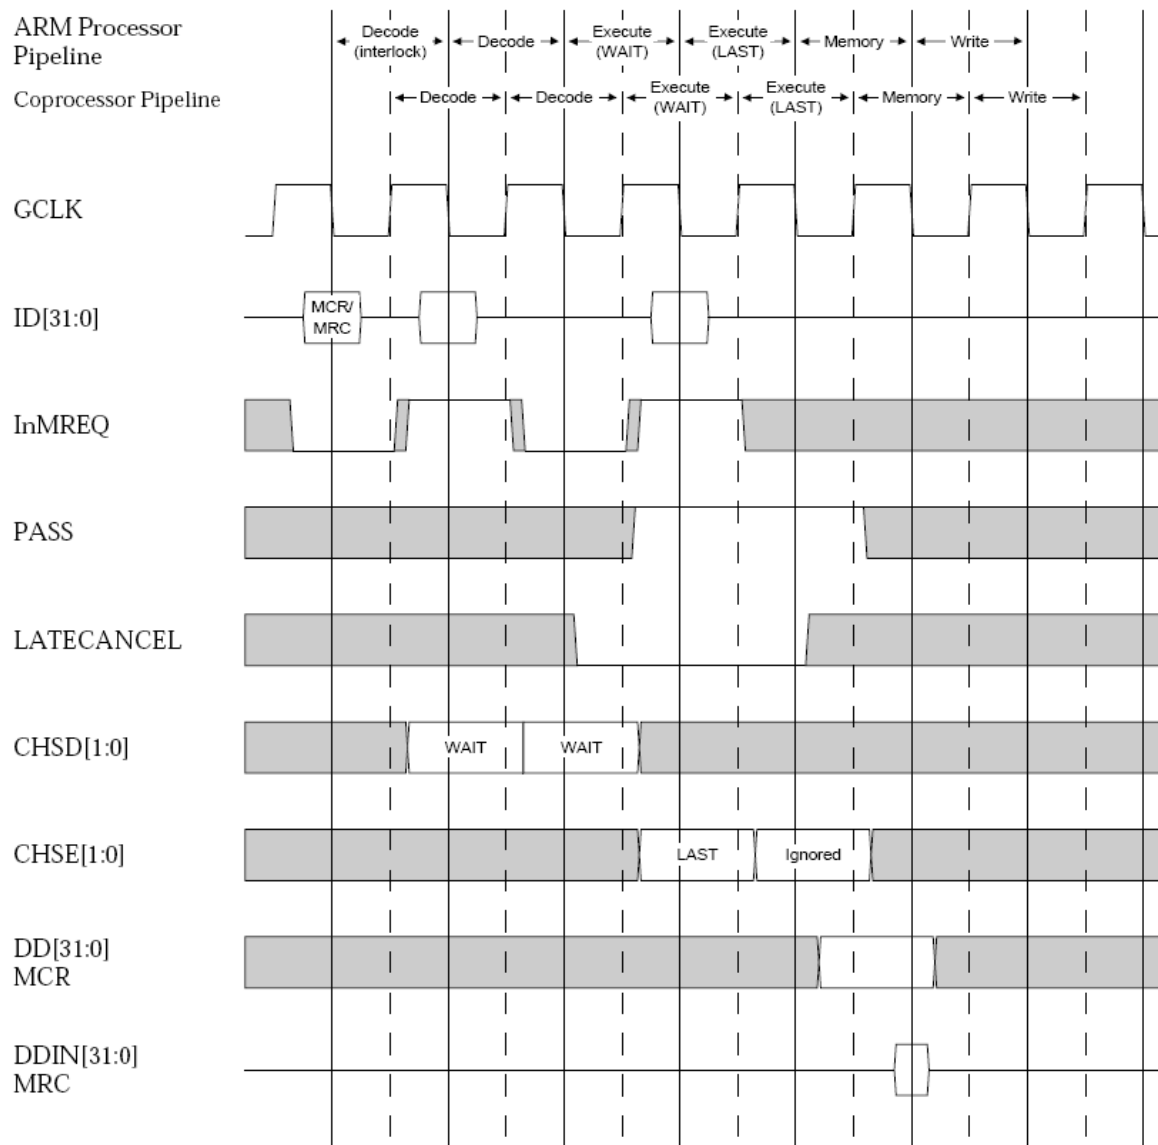 ARM Processor
Pipeline
Decode
(interlock)
Decode
Execute
(WAIT)
Execute
(LAST)
Memory
Write
Coprocessor Pipeline
Decode
Decode
Execute
(WAIT)
Execute
(LAST)
Memory
Write
GCLK
ID[31:0]
MCR/
MRC
InMREQ
PASS
LATECANCEL
CHSD[1:0]
WAIT
WAIT
CHSE[1:0]
LAST
Ignored
DD[31:0]
MCR
DDIN[31:0]
MRC